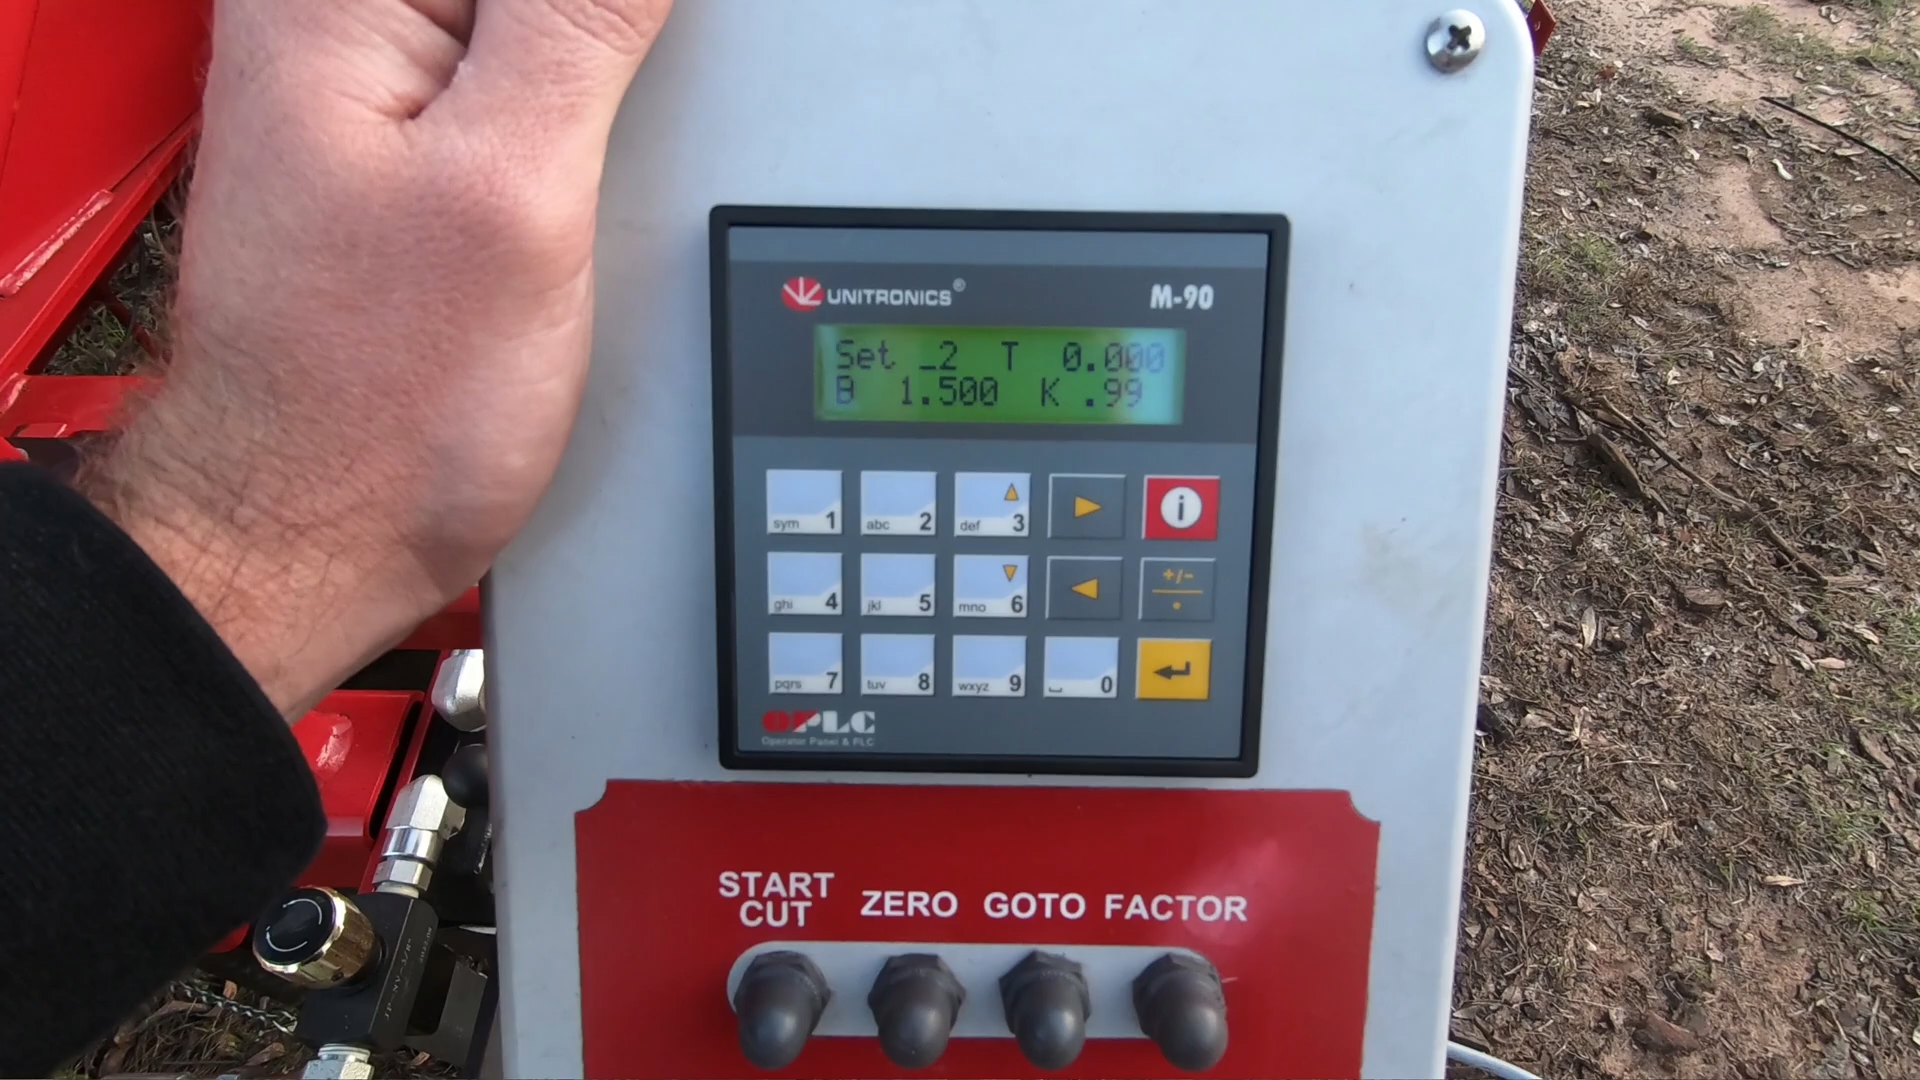 UNITRONICS®
M-90
Set _2 T 0.000
B 1.500 K .99
sym 1
abc 2
def 3
i
ghi 4
jkl 5
mno 6
+/-
.
pqrs 7
tuv 8
wxyz 9
0
OPLC
Operator Panel & PLC
START CUT
ZERO
GOTO
FACTOR